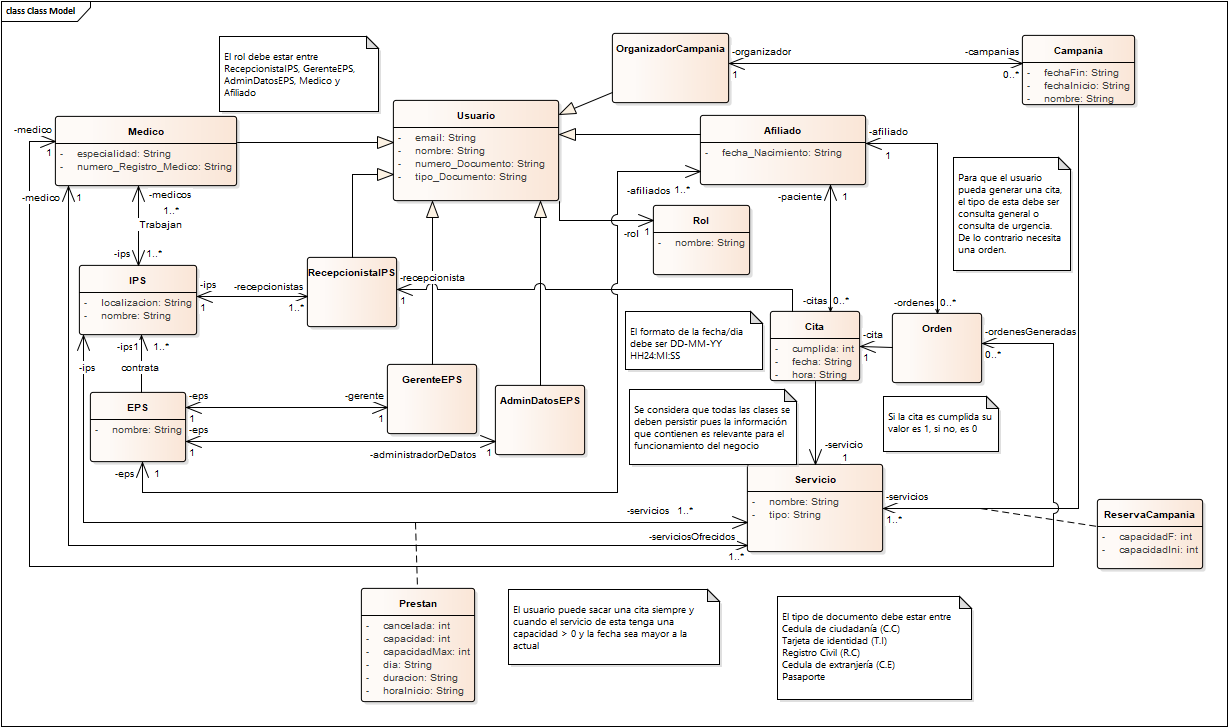 class Class Model
El rol debe estar entre
RecepcionistaIPS, GerenteEPS,
AdminDatosEPS, Medico y
Afiliado
OrganizadorCampania
-organizador
1
-campanias
0..*
Campania
- fechaFin: String
- fechaInicio: String
- nombre: String
-medico
1
Medico
- especialidad: String
- numero_Registro_Medico: String
Usuario
- email: String
- nombre: String
- numero_Documento: String
- tipo_Documento: String
Afiliado
- fecha_Nacimiento: String
-afiliado
1
Para que el usuario
pueda generar una cita,
el tipo de esta debe ser
consulta general o
consulta de urgencia.
De lo contrario necesita
una orden.
-medico
1
-medicos
1..*
Trabajan
-ips
1..*
-afiliados 1..*
-paciente
1
-rol
1
Rol
- nombre: String
IPS
- localizacion: String
- nombre: String
-ips
1
-recepcionistas
1..*
RecepcionistaIPS
-recepcionista
1
-citas 0..*
-ordenes 0..*
El formato de la fecha/dia
debe ser DD-MM-YY
HH24:MI:SS
Cita
- cumplida: int
- fecha: String
- hora: String
-cita
1
Orden
-ordenesGeneradas
0..*
-ips1
1..*
-ips
contrata
EPS
- nombre: String
-eps
1
-gerente
1
GerenteEPS
-eps
1
-administradorDeDatos
1
AdminDatosEPS
-eps
1
Se considera que todas las clases se
deben persistir pues la información
que contienen es relevante para el
funcionamiento del negocio
Si la cita es cumplida su
valor es 1, si no, es 0
-servicio
1
Servicio
- nombre: String
- tipo: String
-servicios
1..*
-servicios 1..*
-serviciosOfrecidos
1..*
ReservaCampania
- capacidadF: int
- capacidadIni: int
Prestan
- cancelada: int
- capacidad: int
- capacidadMax: int
- dia: String
- duracion: String
- horaInicio: String
El usuario puede sacar una cita siempre y
cuando el servicio de esta tenga una
capacidad > 0 y la fecha sea mayor a la
actual
El tipo de documento debe estar entre
Cedula de ciudadanía (C.C)
Tarjeta de identidad (T.I)
Registro Civil (R.C)
Cedula de extranjería (C.E)
Pasaporte